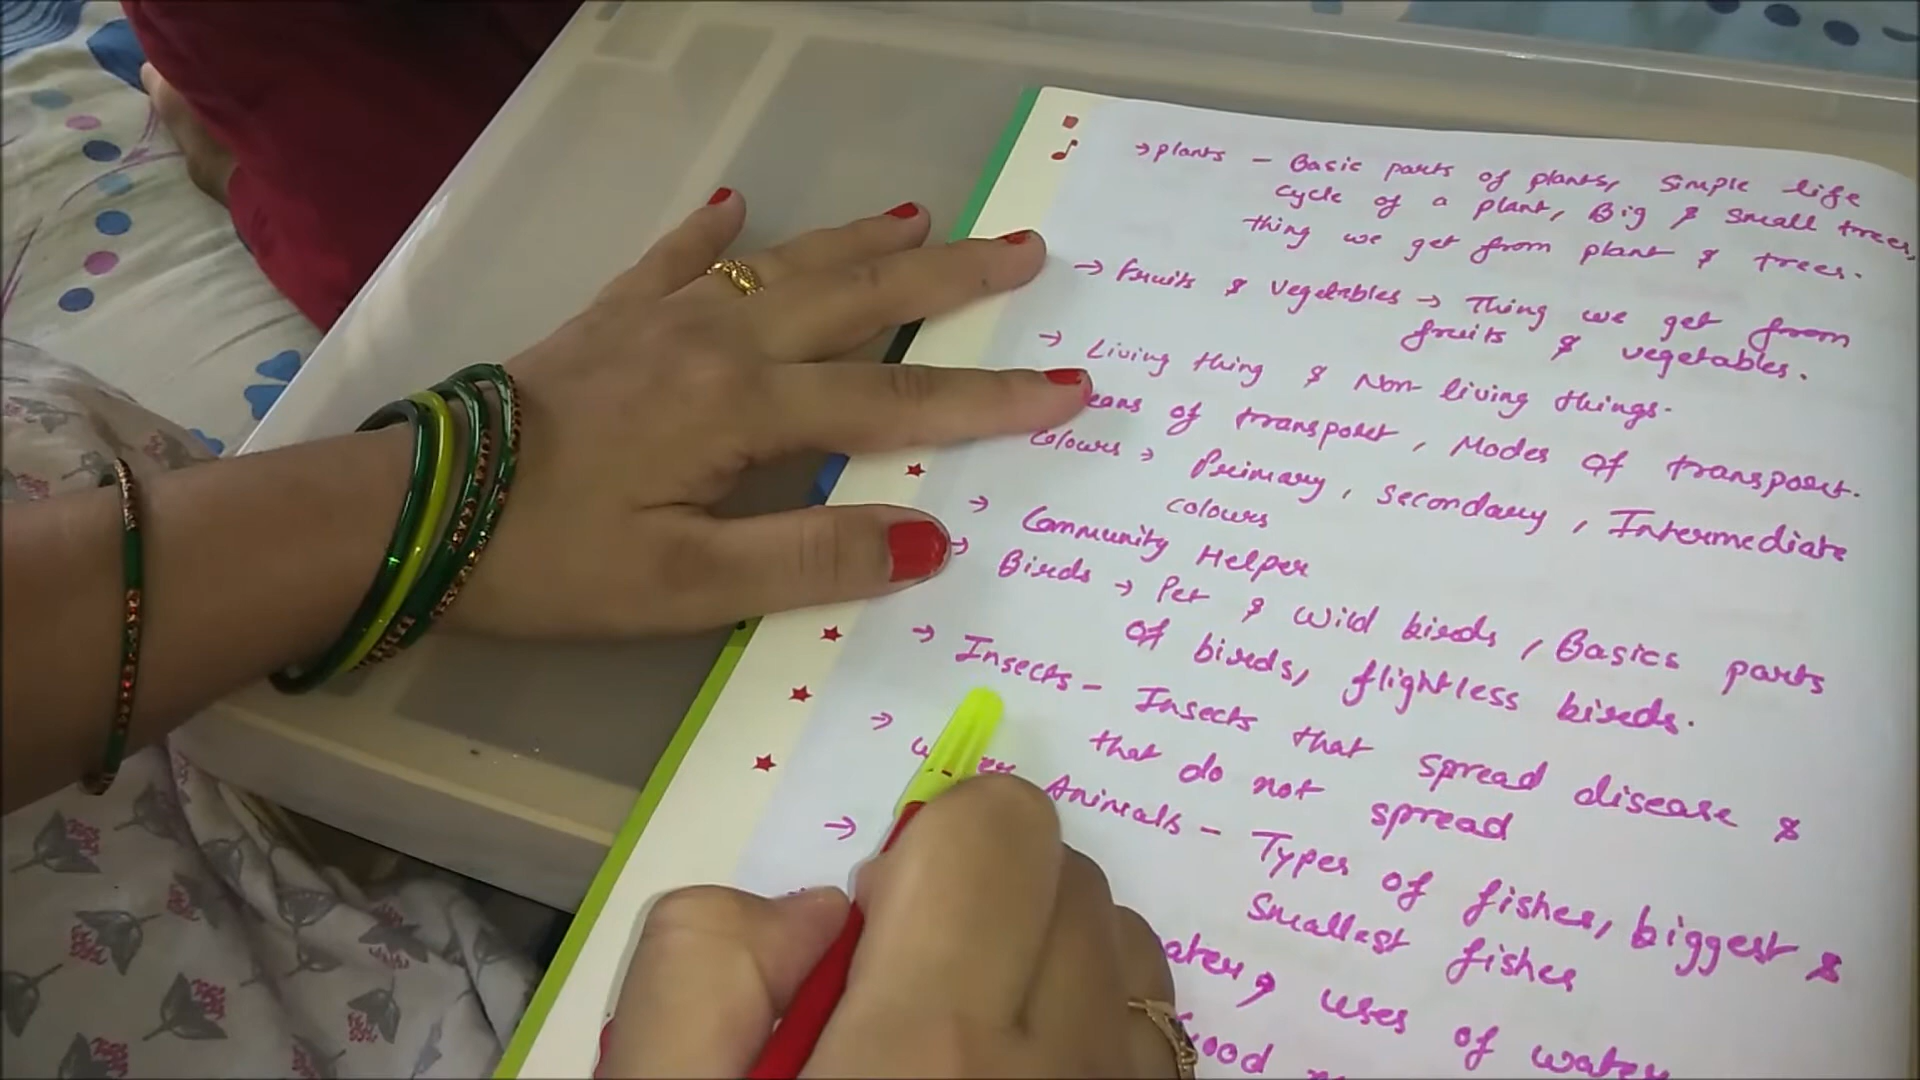 → plants - Basic parts of plants, Simple life
cycle of a plant, Big & Small trees,
thing we get from plant & trees.
→ Fruits & Vegetables → Thing we get from
fruits & vegetables.
→ Living thing & Non living things.
eans of transport, Modes of transport.
Colours → Primary, secondary, Intermediate
colours
→ Community Helper
→ Birds → Pet & Wild birds, Basics parts
of birds, flightless birds.
→ Insects - Insects that spread disease &
that do not spread
→ Animals - Types of fishes, biggest &
Smallest fishes
→ uses of water